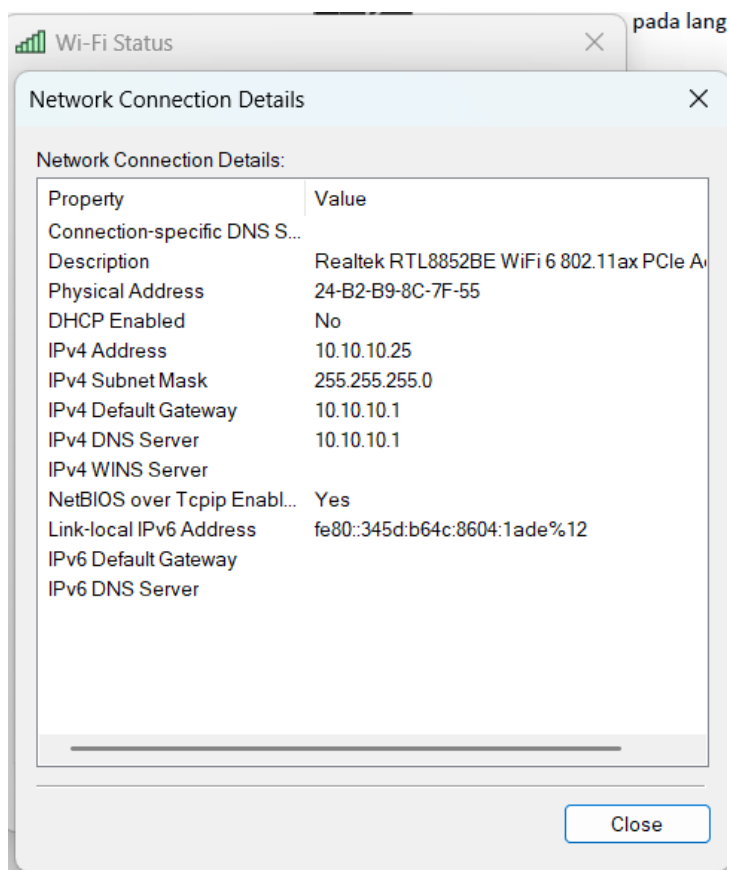 pada lang
Wi-Fi Status
Network Connection Details
Network Connection Details:
Property Value
Connection-specific DNS S...
Description Realtek RTL8852BE WiFi 6 802.11ax PCIe
Physical Address 24-B2-B9-8C-7F-55
DHCP Enabled No
IPv4 Address 10.10.10.25
IPv4 Subnet Mask 255.255.255.0
IPv4 Default Gateway 10.10.10.1
IPv4 DNS Server 10.10.10.1
IPv4 WINS Server
NetBIOS over Tcpip Enabl... Yes
Link-local IPv6 Address fe80::345d:b64c:8604:1ade%12
IPv6 Default Gateway
IPv6 DNS Server
Close